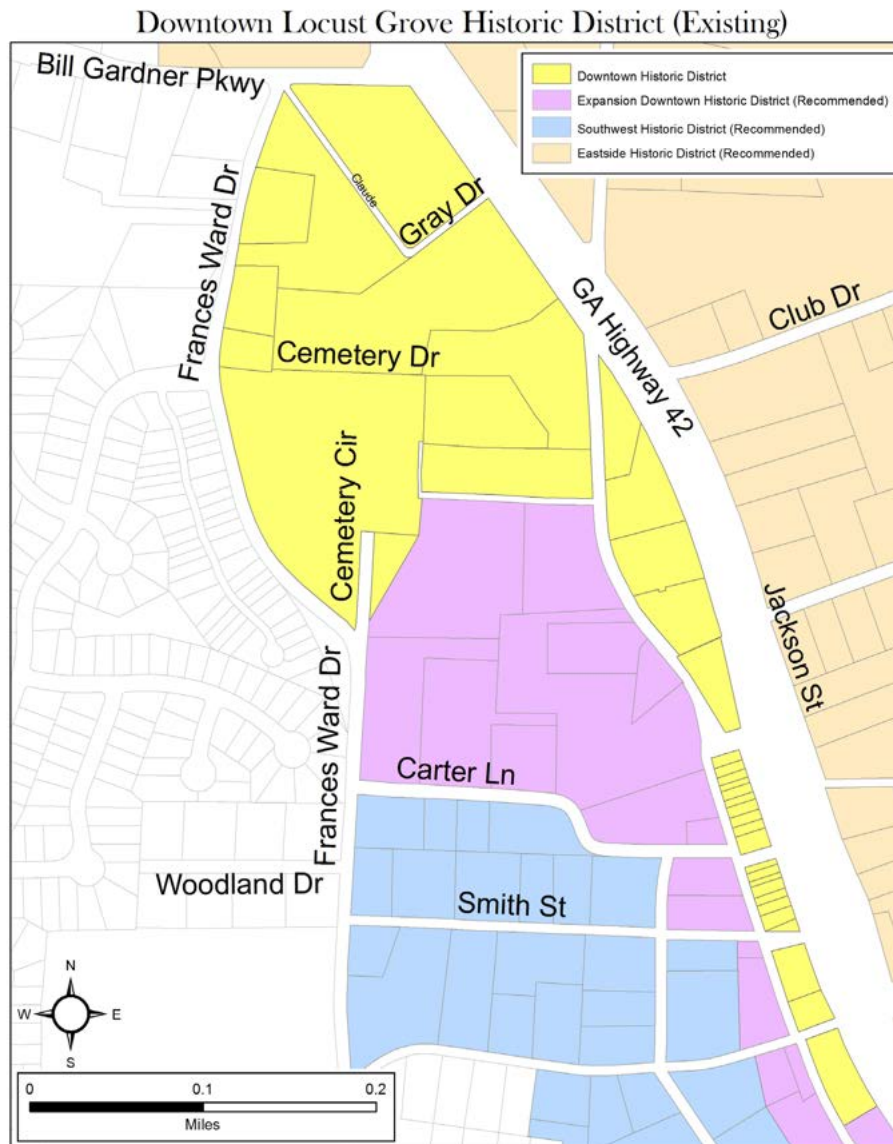 Downtown Locust Grove Historic District (Existing)
Bill Gardner Pkwy
Downtown Historic District
Expansion Downtown Historic District (Recommended)
Southwest Historic District (Recommended)
Eastside Historic District (Recommended)
Claude
Gray Dr
Frances Ward Dr
GA Highway 42
Club Dr
Cemetery Dr
Cemetery Cir
Jackson St
Frances Ward Dr
Carter Ln
Woodland Dr
Smith St
N
W E
S
0 0.1 0.2
Miles